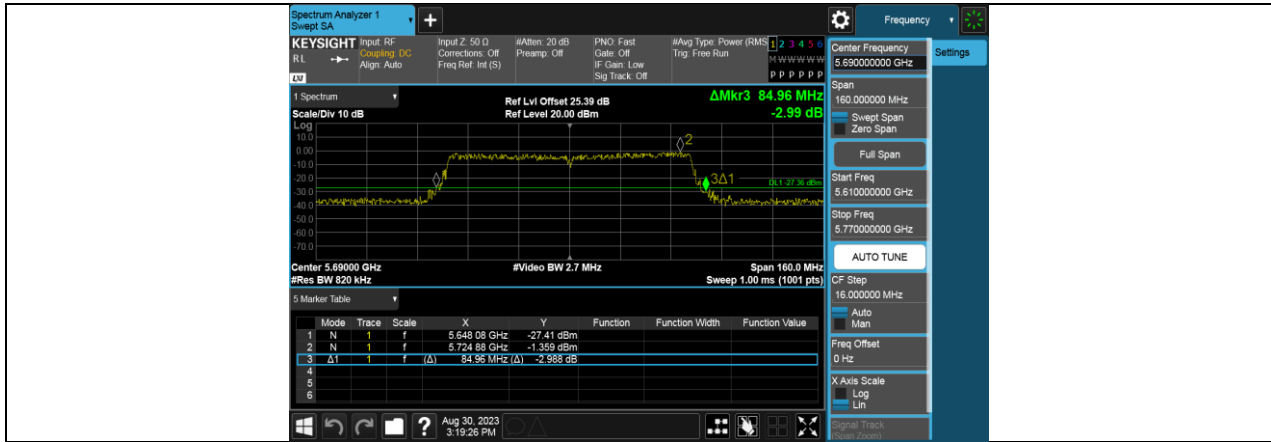 Spectrum Analyzer 1
Swept SA
+
Frequency
KEYSIGHT
RL
LXI
Input: RF
Coupling: DC
Align: Auto
Input Z: 50 Ω
Corrections: Off
Freq Ref: Int (S)
#Atten: 20 dB
Preamp: Off
PNO: Fast
Gate: Off
IF Gain: Low
Sig Track: Off
#Avg Type: Power (RMS
Trig: Free Run
1 2 3 4 5 6
M W W W W W
P P P P P P
1 Spectrum
Scale/Div 10 dB
Ref Lvl Offset 25.39 dB
Ref Level 20.00 dBm
ΔMkr3 84.96 MHz
-2.99 dB
Log
10.0
0.00
-10.0
-20.0
-30.0
-40.0
-50.0
-60.0
-70.0
2
3Δ1
DL1 -27.36 dBm
Center 5.69000 GHz
#Res BW 820 kHz
#Video BW 2.7 MHz
Span 160.0 MHz
Sweep 1.00 ms (1001 pts)
5 Marker Table
Mode Trace Scale X Y Function Function Width Function Value
1 N 1 f 5.648 08 GHz -27.41 dBm
2 N 1 f 5.724 88 GHz -1.359 dBm
3 Δ1 1 f (Δ) 84.96 MHz (Δ) -2.988 dB
4
5
6
?
Aug 30, 2023
3:19:26 PM
Center Frequency
5.690000000 GHz
Settings
Span
160.000000 MHz
Swept Span
Zero Span
Full Span
Start Freq
5.610000000 GHz
Stop Freq
5.770000000 GHz
AUTO TUNE
CF Step
16.000000 MHz
Auto
Man
Freq Offset
0 Hz
X Axis Scale
Log
Lin
Signal Track
(Span Zoom)